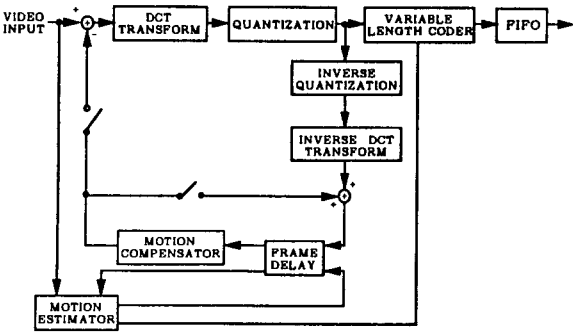 VIDEO
INPUT
+
-
DCT
TRANSFORM
QUANTIZATION
VARIABLE
LENGTH CODER
FIFO
INVERSE
QUANTIZATION
INVERSE DCT
TRANSFORM
+
+
+
+
MOTION
COMPENSATOR
FRAME
DELAY
MOTION
ESTIMATOR